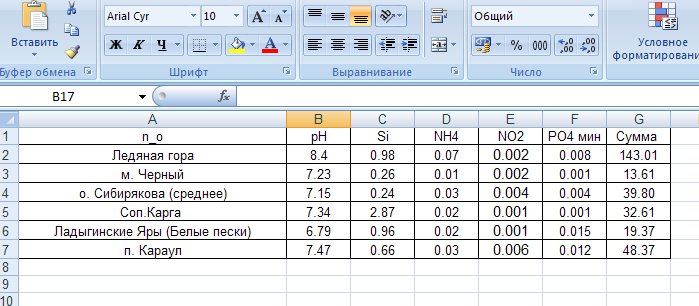 Arial Cyr 10
Вставить
Ж К Ч
Общий
% 000
Условное
форматировани
Буфер обмена Шрифт Выравнивание Число
B17 fx
A B C D E F G
1 n_o pH Si NH4 NO2 PO4 мин Сумма
2 Ледяная гора 8.4 0.98 0.07 0.002 0.008 143.01
3 м. Черный 7.23 0.26 0.01 0.002 0.001 13.61
4 о. Сибирякова (среднее) 7.15 0.24 0.03 0.004 0.004 39.80
5 Соп.Карга 7.34 2.87 0.02 0.001 0.001 32.61
6 Ладыгинские Яры (Белые пески) 6.79 0.96 0.02 0.001 0.015 19.37
7 п. Караул 7.47 0.66 0.03 0.006 0.012 48.37
8
9
10